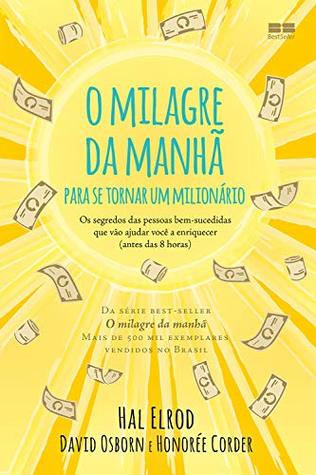 BestSeller
O MILAGRE
DA MANHÃ
PARA SE TORNAR UM MILIONÁRIO
Os segredos das pessoas bem-sucedidas
que vão ajudar você a enriquecer
(antes das 8 horas)
Da série best-seller
O milagre da manhã
Mais de 500 mil exemplares
vendidos no Brasil
Hal Elrod
David Osborn e Honorée Corder